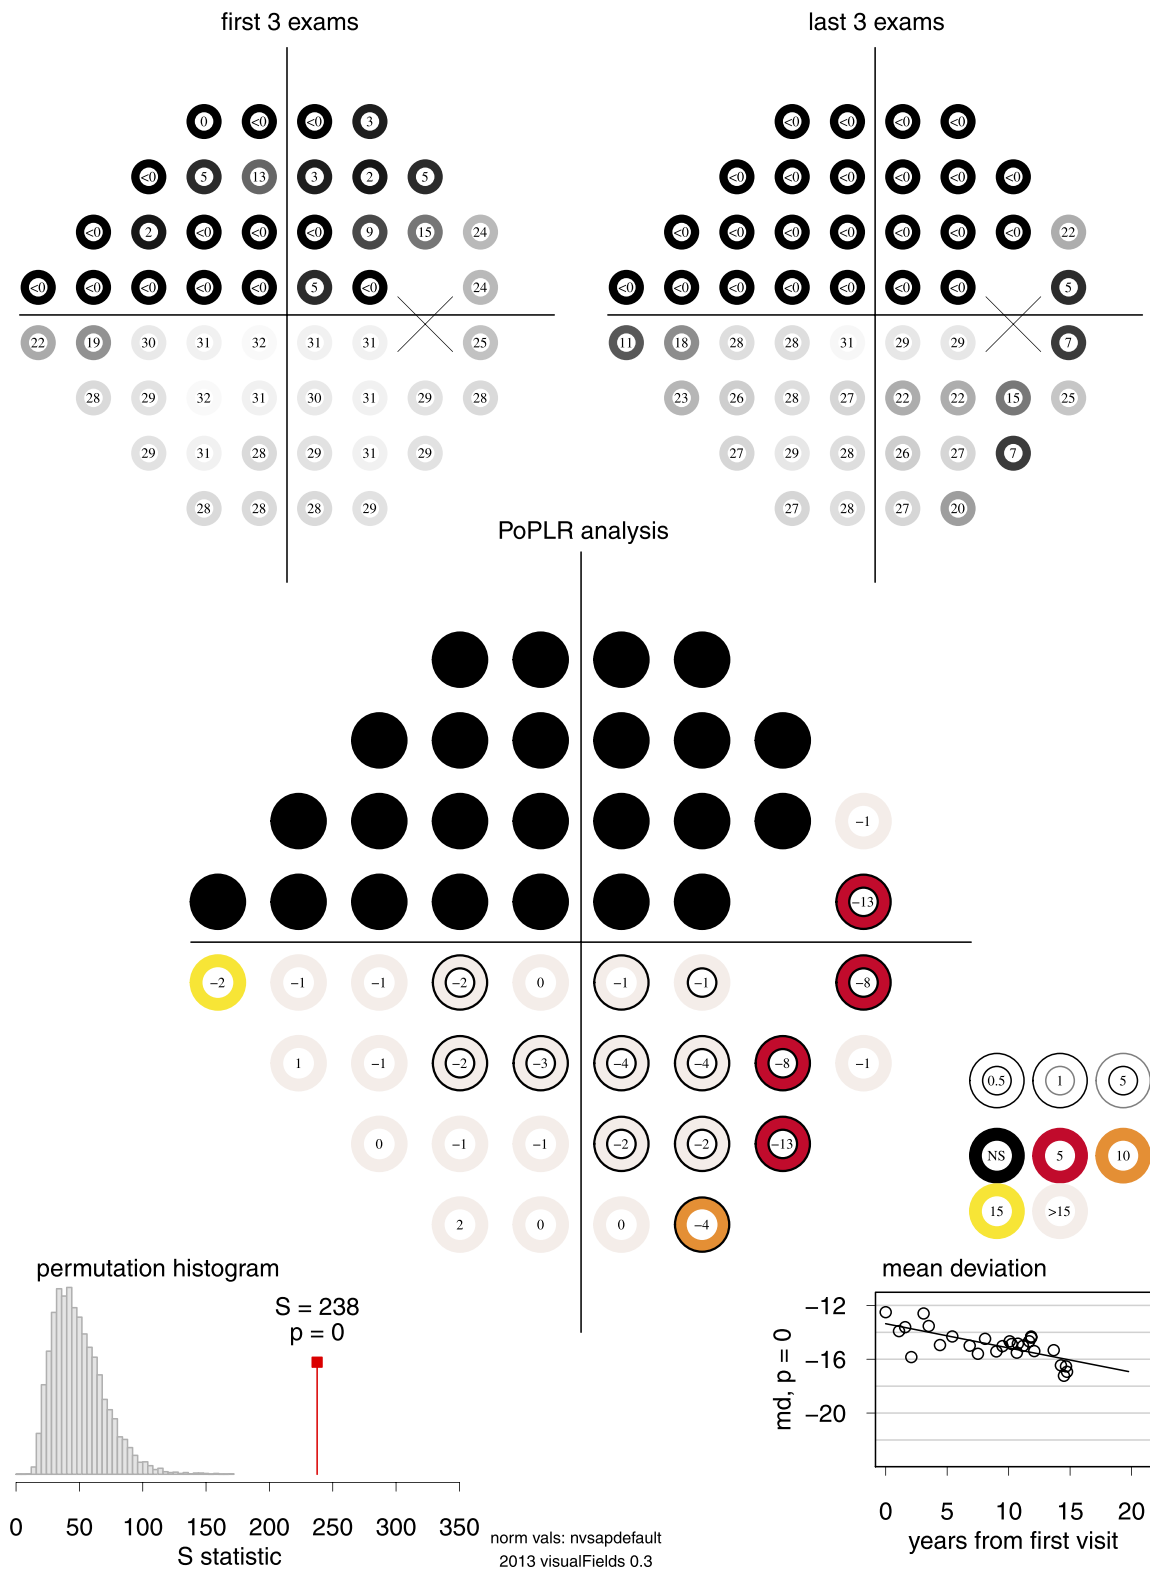 first 3 exams last 3 exams
0 <0 <0 3 <0 <0 <0 <0
<0 5 13 3 2 5 <0 <0 <0 <0 <0 <0
<0 2 <0 <0 <0 9 15 24 <0 <0 <0 <0 <0 <0 <0 22
<0 <0 <0 <0 <0 5 <0 24 <0 <0 <0 <0 <0 <0 <0 5
22 19 30 31 32 31 31 25 11 18 28 28 31 29 29 7
28 29 32 31 30 31 29 28 23 26 28 27 22 22 15 25
29 31 28 29 31 29 27 29 28 26 27 7
28 28 28 29 27 28 27 20
PoPLR analysis
−1
−13
−2 −1 −1 −2 0 −1 −1 −8
1 −1 −2 −3 −4 −4 −8 −1
0 −1 −1 −2 −2 −13
2 0 0 −4
0.5 1 5
NS 5 10
15 >15
permutation histogram
S = 238
p = 0
0 50 100 150 200 250 300 350
S statistic
norm vals: nvsapdefault
2013 visualFields 0.3
mean deviation
−12
−16
−20
md, p = 0
0 5 10 15 20
years from first visit